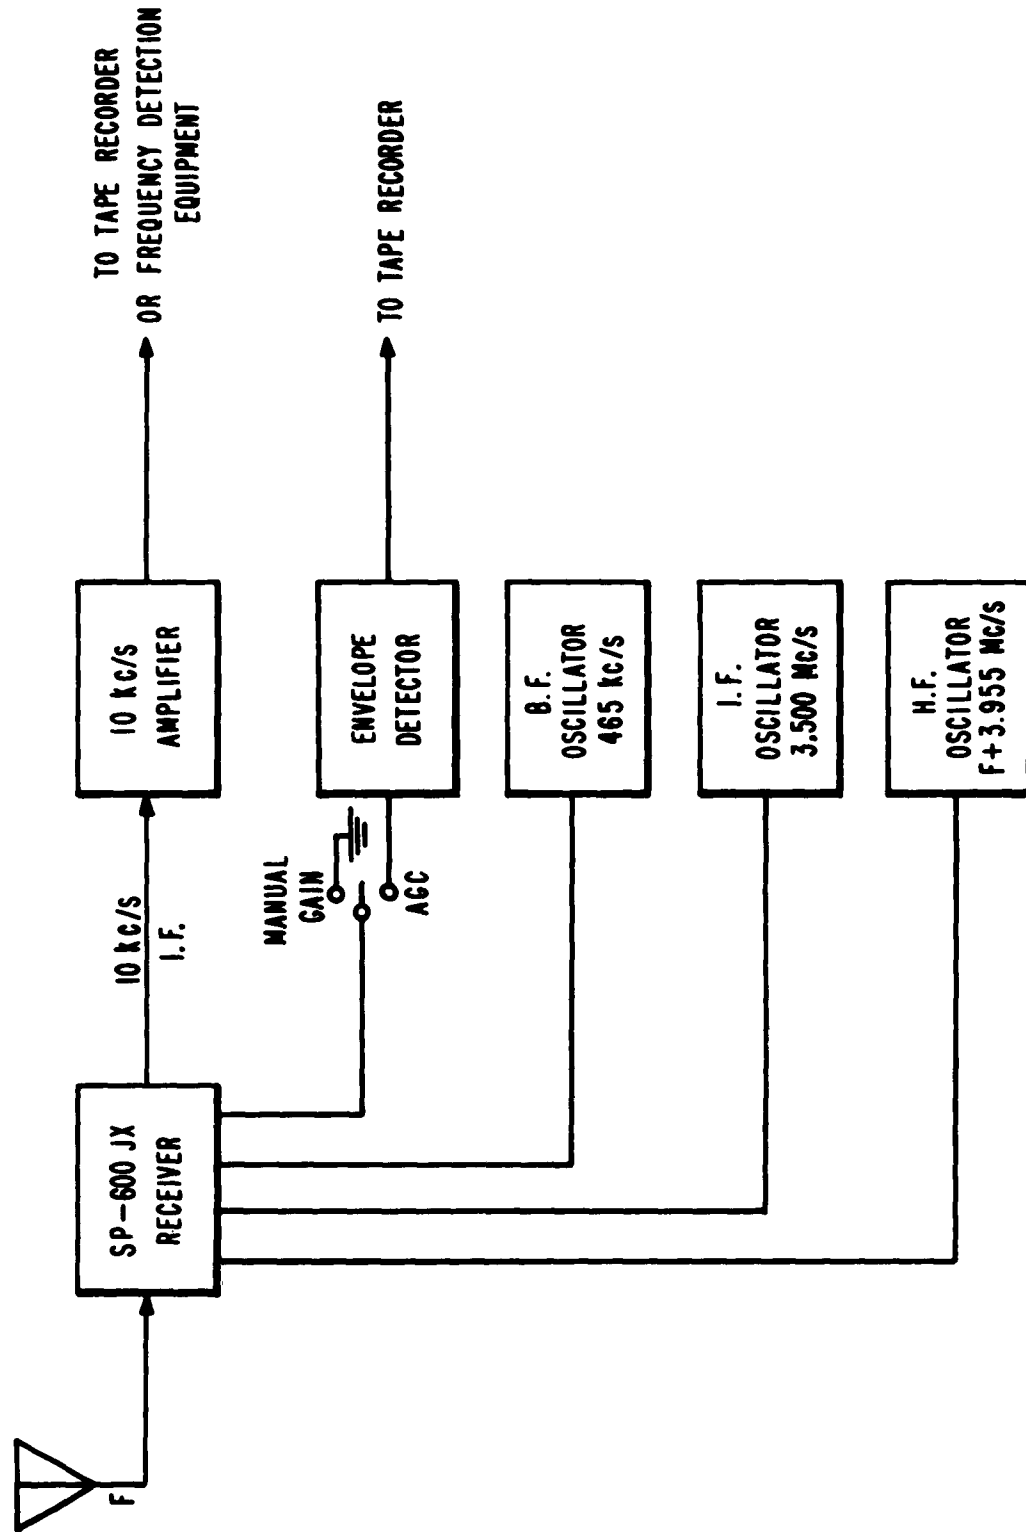 F
SP-600 JX
RECEIVER
10 kc/s
I.F.
10 kc/s
AMPLIFIER
TO TAPE RECORDER
OR FREQUENCY DETECTION
EQUIPMENT
MANUAL
GAIN
AGC
ENVELOPE
DETECTOR
TO TAPE RECORDER
B.F.
OSCILLATOR
465 kc/s
I.F.
OSCILLATOR
3.500 Mc/s
H.F.
OSCILLATOR
F+3.955 Mc/s